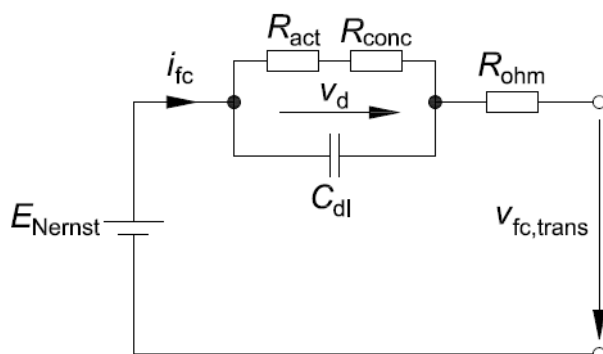 R_act R_conc
i_fc
R_ohm
v_d
C_dl
E_Nernst
v_fc,trans